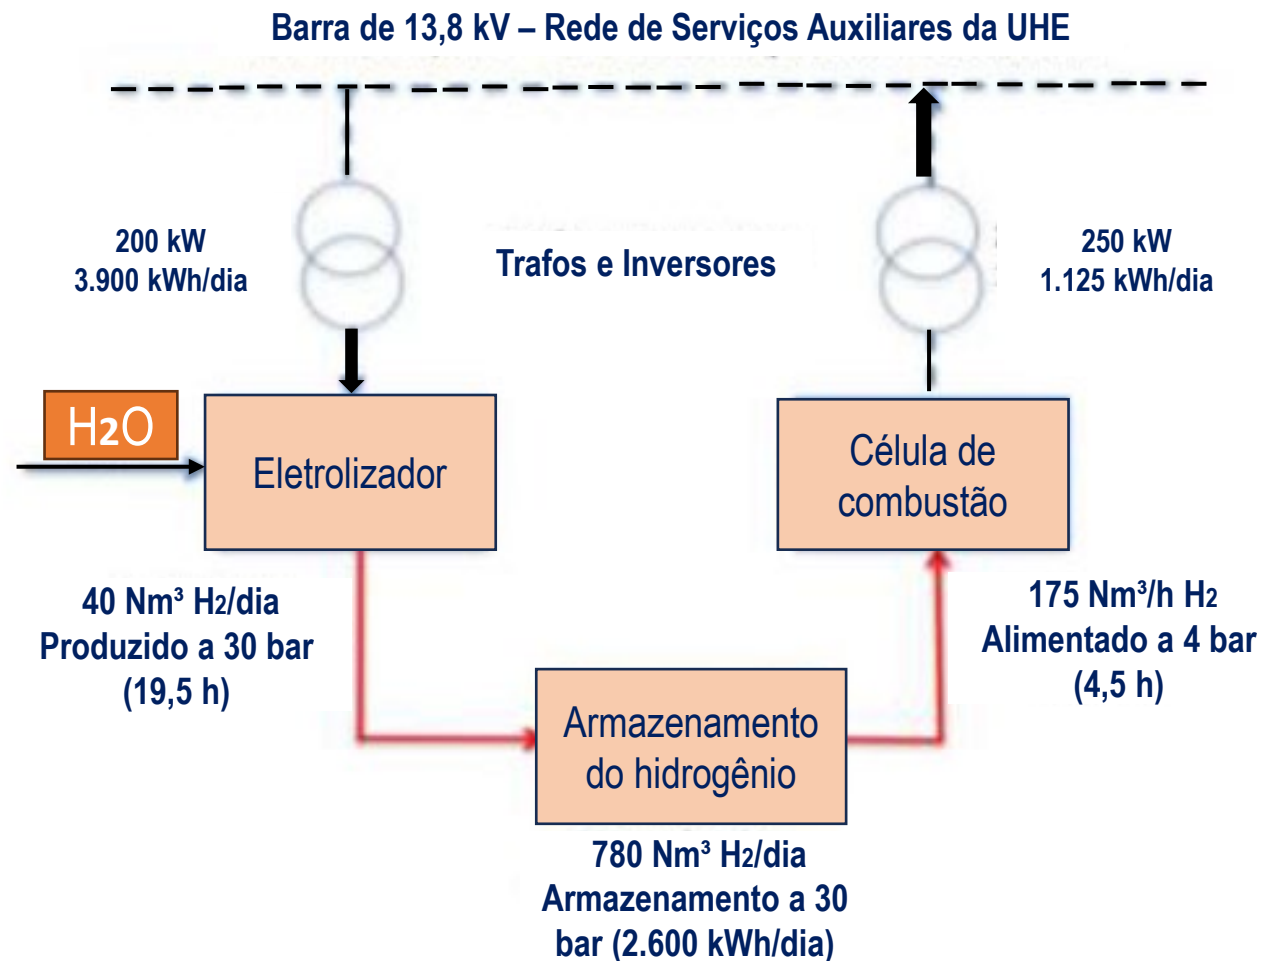 Barra de 13,8 kV – Rede de Serviços Auxiliares da UHE
200 kW
3.900 kWh/dia
Trafos e Inversores
250 kW
1.125 kWh/dia
H2O
Eletrolizador
Célula de
combustão
40 Nm³ H2/dia
Produzido a 30 bar
(19,5 h)
175 Nm³/h H2
Alimentado a 4 bar
(4,5 h)
Armazenamento
do hidrogênio
780 Nm³ H2/dia
Armazenamento a 30
bar (2.600 kWh/dia)